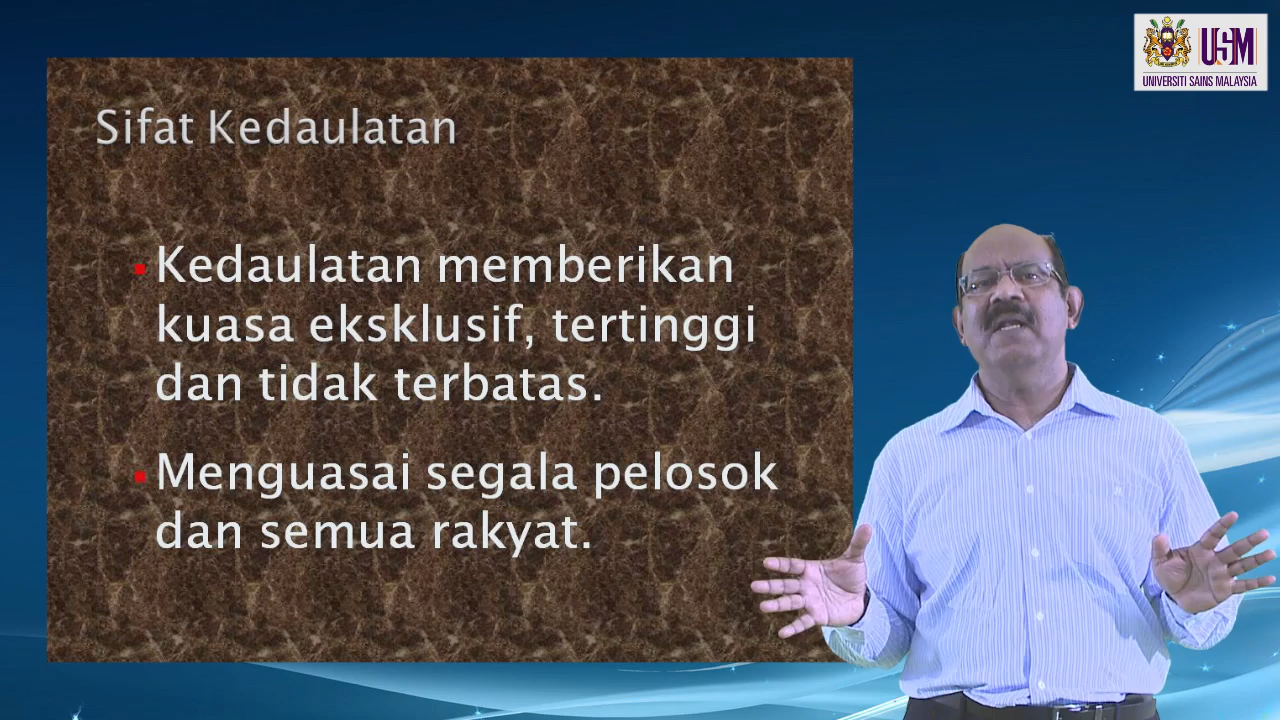 USM
UNIVERSITI SAINS MALAYSIA
Sifat Kedaulatan
Kedaulatan memberikan
kuasa eksklusif, tertinggi
dan tidak terbatas.
Menguasai segala pelosok
dan semua rakyat.